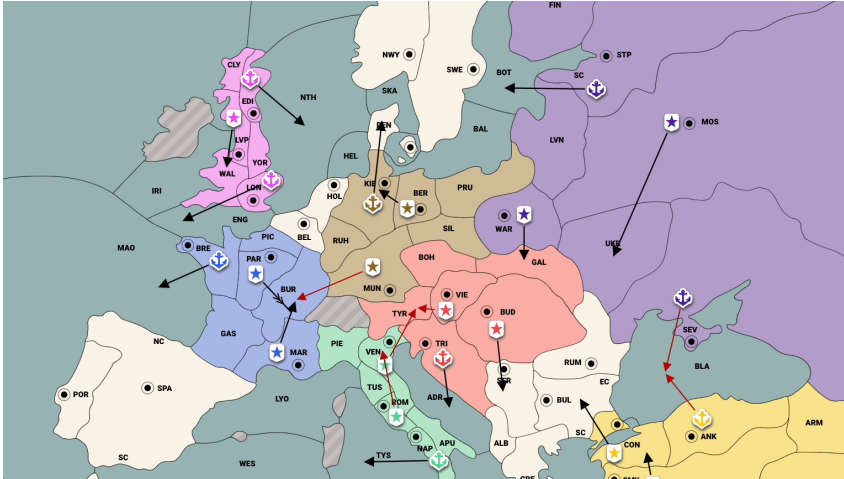 FIN
CLY
NWY
SWE
BOT
SC
STP
SKA
NTH
EDI
DEN
MOS
BAL
LVN
LVP
HEL
WAL
YOR
KIE
BER
PRU
IRI
LON
HOL
ENG
WAR
BEL
SIL
UKR
MAO
BRE
PIC
RUH
PAR
BOH
GAL
BUR
MUN
VIE
TYR
BUD
SEV
GAS
NC
PIE
VEN
TRI
MAR
RUM
BLA
TUS
SER
EC
POR
SPA
LYO
ROM
ADR
BUL
ARM
SC
CON
ANK
SC
WES
TYS
NAP
APU
ALB
GRE
SMY